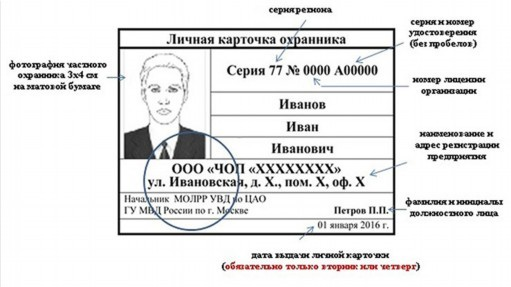 серия региона
серия и номер
удостоверения
(без пробелов)
Личная карточка охранника
фотография частного
охранника 3х4 см
на матовой бумаге
Серия 77 № 0000 А00000
номер лицензии
организации
Иванов
Иван
Иванович
наименование и
адрес регистрации
предприятия
ООО «ЧОП «ХХХХХХХХ»
ул. Ивановская, д. Х., пом. Х, оф. Х
Начальник МОЛРР УВД по ЦАО
ГУ МВД России по г. Москве
Петров П.П.
фамилия и инициалы
должностного лица
01 января 2016 г.
дата выдачи личной карточки
(обязательно только вторник или четверг)